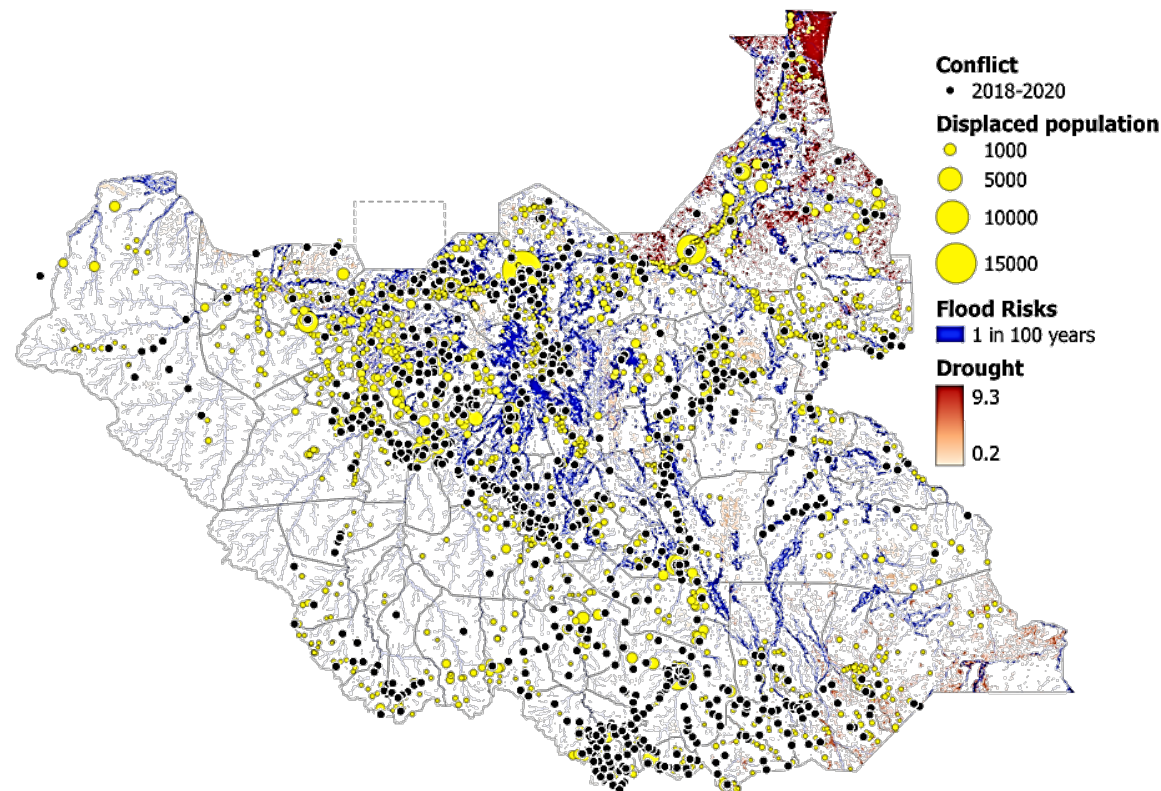 Conflict
2018-2020
Displaced population
1000
5000
10000
15000
Flood Risks
1 in 100 years
Drought
9.3
0.2